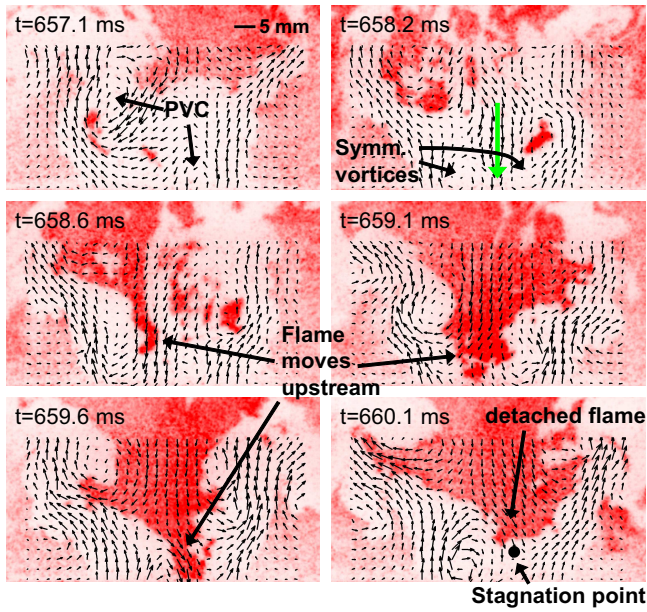 t=657.1 ms
5 mm
PVC
t=658.2 ms
Symm.
vortices
t=658.6 ms
t=659.1 ms
Flame
moves
upstream
t=659.6 ms
t=660.1 ms
detached flame
Stagnation point